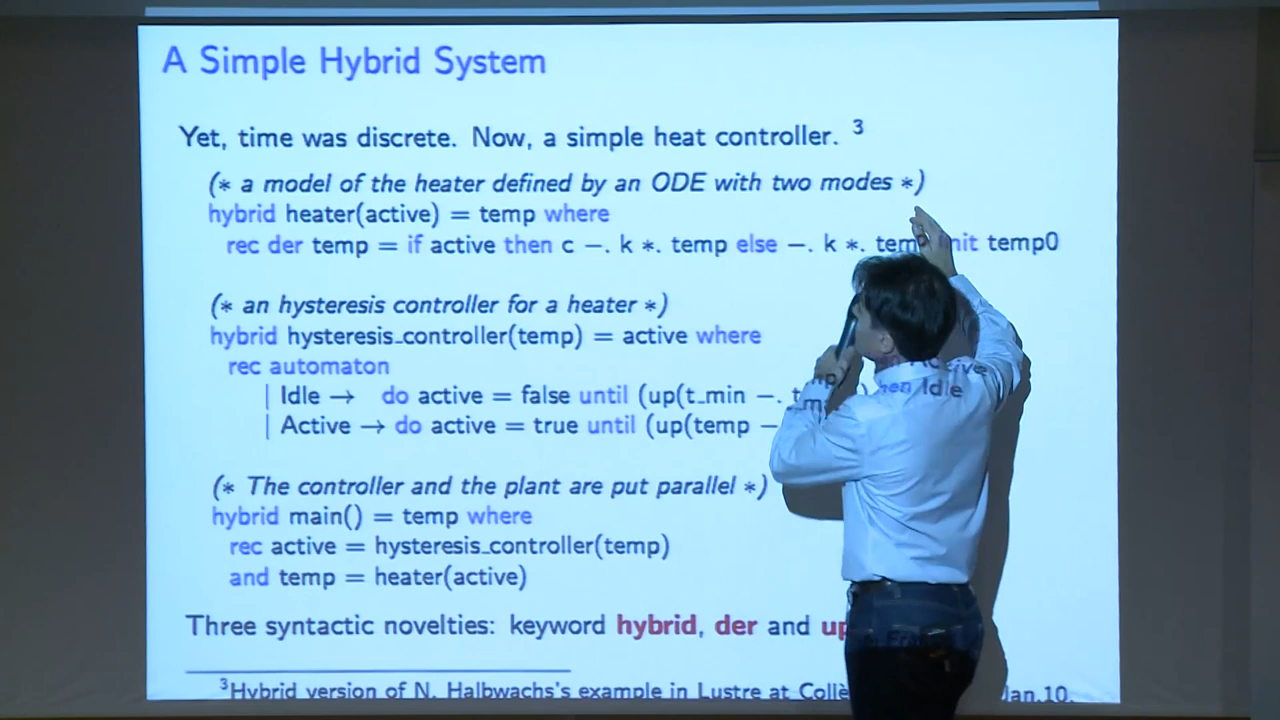 A Simple Hybrid System
Yet, time was discrete. Now, a simple heat controller. 3
(* a model of the heater defined by an ODE with two modes *)
hybrid heater(active) = temp where
rec der temp = if active then c −. k *. temp else −. k *. temp init temp0
(* an hysteresis controller for a heater *)
hybrid hysteresis_controller(temp) = active where
rec automaton
| Idle → do active = false until (up(t_min −. t Active
| Active → do active = true until (up(temp − then Idle
(* The controller and the plant are put parallel *)
hybrid main() = temp where
rec active = hysteresis_controller(temp)
and temp = heater(active)
Three syntactic novelties: keyword hybrid, der and up
3Hybrid version of N. Halbwachs's example in Lustre at Collè Jan.10.